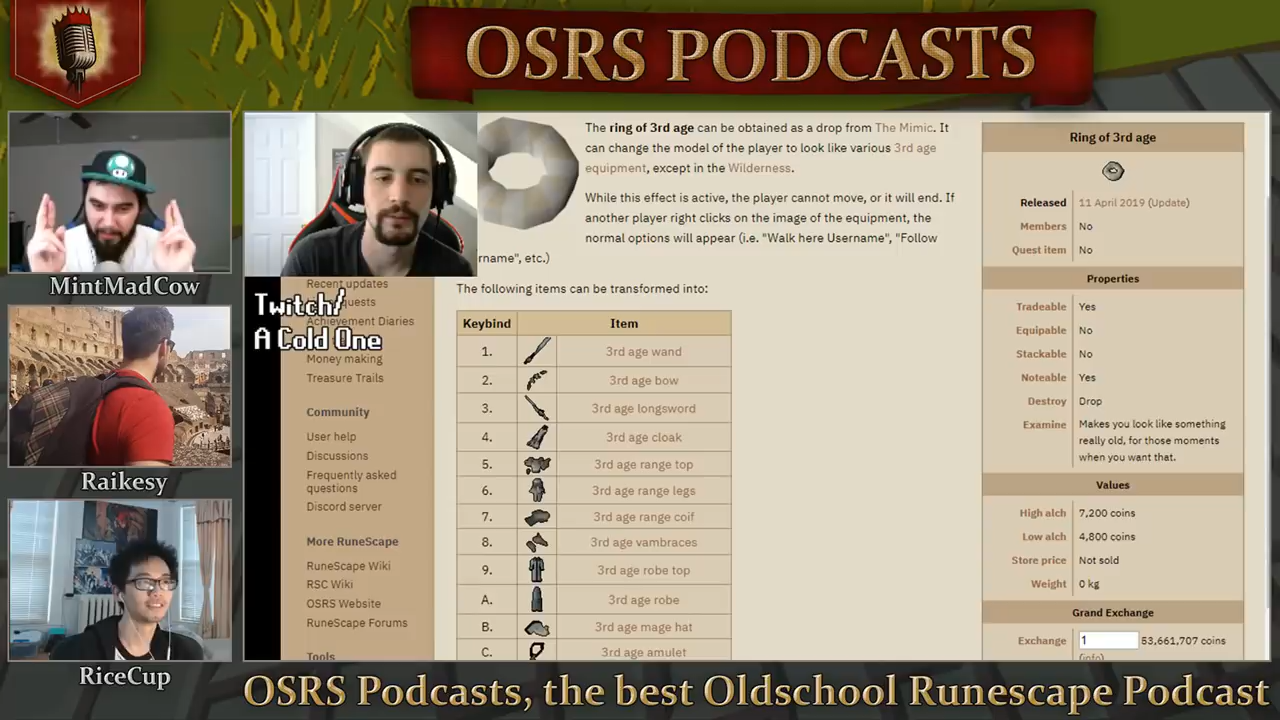 OSRS PODCASTS
MintMadCow
Raikesy
RiceCup
Twitch/
A Cold One
The ring of 3rd age can be obtained as a drop from The Mimic. It
can change the model of the player to look like various 3rd age
equipment, except in the Wilderness.
While this effect is active, the player cannot move, or it will end. If
another player right clicks on the image of the equipment, the
normal options will appear (i.e. "Walk here Username", "Follow
rname", etc.)
The following items can be transformed into:
Keybind Item
1. 3rd age wand
2. 3rd age bow
3. 3rd age longsword
4. 3rd age cloak
5. 3rd age range top
6. 3rd age range legs
7. 3rd age range coif
8. 3rd age vambraces
9. 3rd age robe top
A. 3rd age robe
B. 3rd age mage hat
C. 3rd age amulet
Recent updates
quests
Achievement Diaries
Money making
Treasure Trails
Community
User help
Discussions
Frequently asked
questions
Discord server
More RuneScape
RuneScape Wiki
RSC Wiki
OSRS Website
RuneScape Forums
Tools
Ring of 3rd age
Released 11 April 2019 (Update)
Members No
Quest item No
Properties
Tradeable Yes
Equipable No
Stackable No
Noteable Yes
Destroy Drop
Examine Makes you look like something
really old, for those moments
when you want that.
Values
High alch 7,200 coins
Low alch 4,800 coins
Store price Not sold
Weight 0 kg
Grand Exchange
Exchange 1 53,661,707 coins
(info)
OSRS Podcasts, the best Oldschool Runescape Podcast